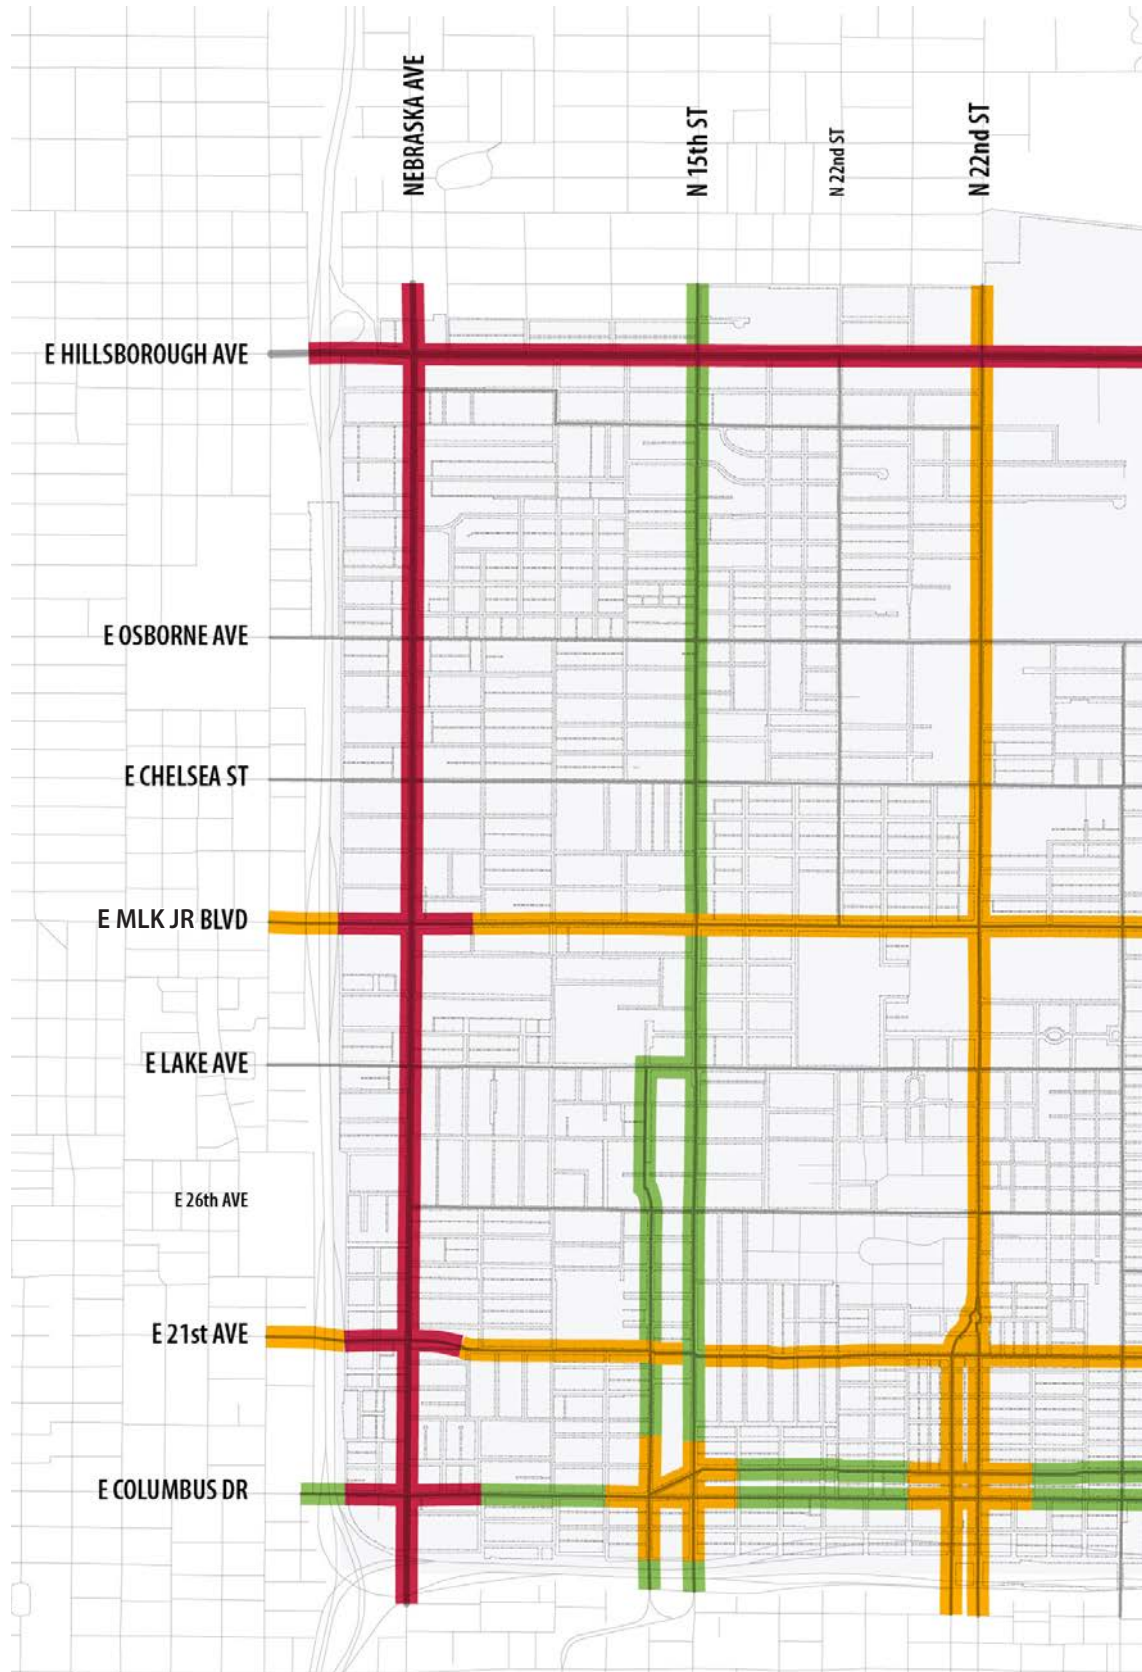 NEBRASKA AVE
N 15th ST
N 22nd ST
N 22nd ST
E HILLSBOROUGH AVE
E OSBORNE AVE
E CHELSEA ST
E MLK JR BLVD
E LAKE AVE
E 26th AVE
E 21st AVE
E COLUMBUS DR